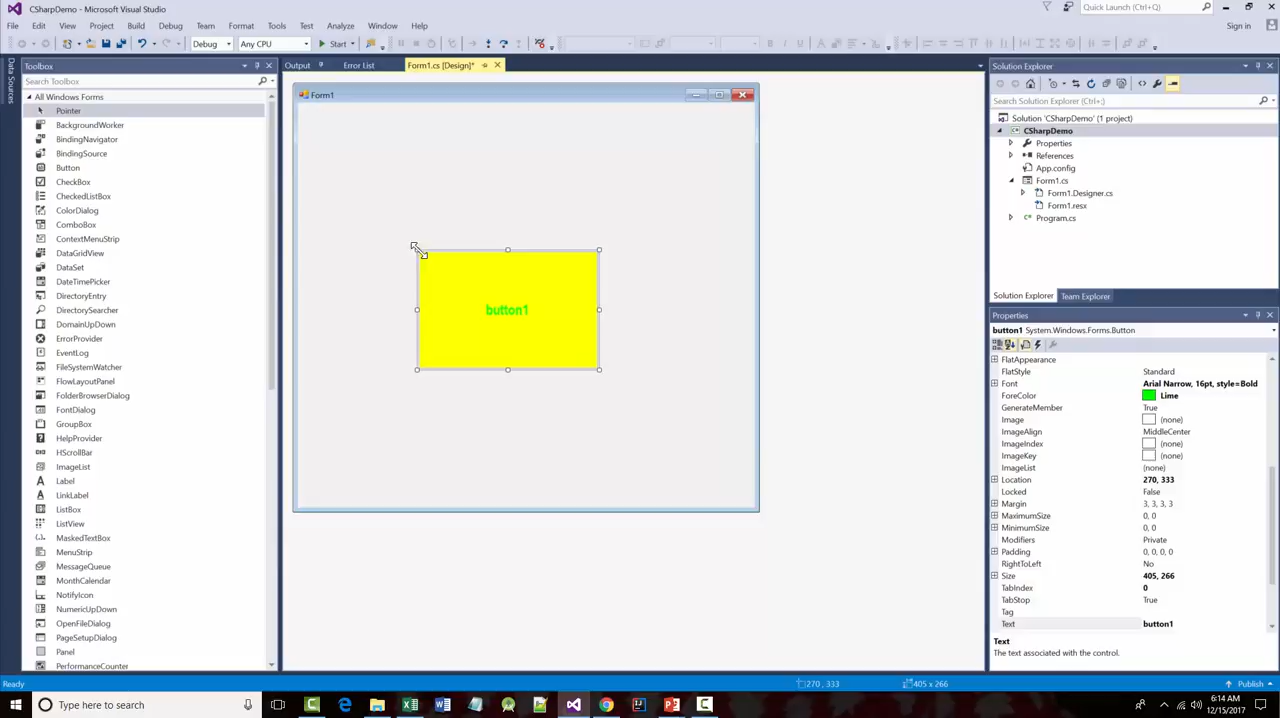 CSharpDemo - Microsoft Visual Studio
Quick Launch (Ctrl+;)
File Edit View Project Build Debug Team Format Tools Test Analyze Window Help
Sign in
Debug Any CPU Start
Data Sources
Toolbox
Search Toolbox
All Windows Forms
Pointer
BackgroundWorker
BindingNavigator
BindingSource
Button
CheckBox
CheckedListBox
ColorDialog
ComboBox
ContextMenuStrip
DataGridView
DataSet
DateTimePicker
DirectoryEntry
DirectorySearcher
DomainUpDown
ErrorProvider
EventLog
FileSystemWatcher
FlowLayoutPanel
FolderBrowserDialog
FontDialog
GroupBox
HelpProvider
HScrollBar
ImageList
Label
LinkLabel
ListBox
ListView
MaskedTextBox
MenuStrip
MessageQueue
MonthCalendar
NotifyIcon
NumericUpDown
OpenFileDialog
PageSetupDialog
Panel
PerformanceCounter
Output Error List Form1.cs [Design]*
Form1
button1
Solution Explorer
Search Solution Explorer (Ctrl+;)
Solution 'CSharpDemo' (1 project)
CSharpDemo
Properties
References
App.config
Form1.cs
Form1.Designer.cs
Form1.resx
Program.cs
Solution Explorer Team Explorer
Properties
button1 System.Windows.Forms.Button
FlatAppearance
FlatStyle Standard
Font Arial Narrow, 16pt, style=Bold
ForeColor Lime
GenerateMember True
Image (none)
ImageAlign MiddleCenter
ImageIndex
ImageKey (none)
ImageList (none)
Location 270, 333
Locked False
Margin 3, 3, 3, 3
MaximumSize 0, 0
MinimumSize 0, 0
Modifiers Private
Padding 0, 0, 0, 0
RightToLeft No
Size 405, 266
TabIndex 0
TabStop True
Tag
Text button1
Text
The text associated with the control.
Ready 270 , 333 405 x 266 Publish
Type here to search
6:14 AM
12/15/2017